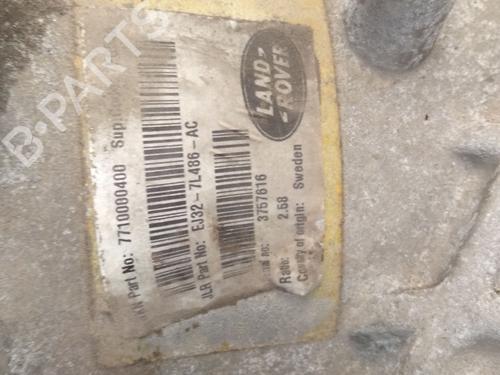 LAND
ROVER
Part No: 7710000400 Sup
JLR Part No: EJ32-7L486-AC
no: 3757616
Ratio: 2.58
Country of origin: Sweden
B-PARTS